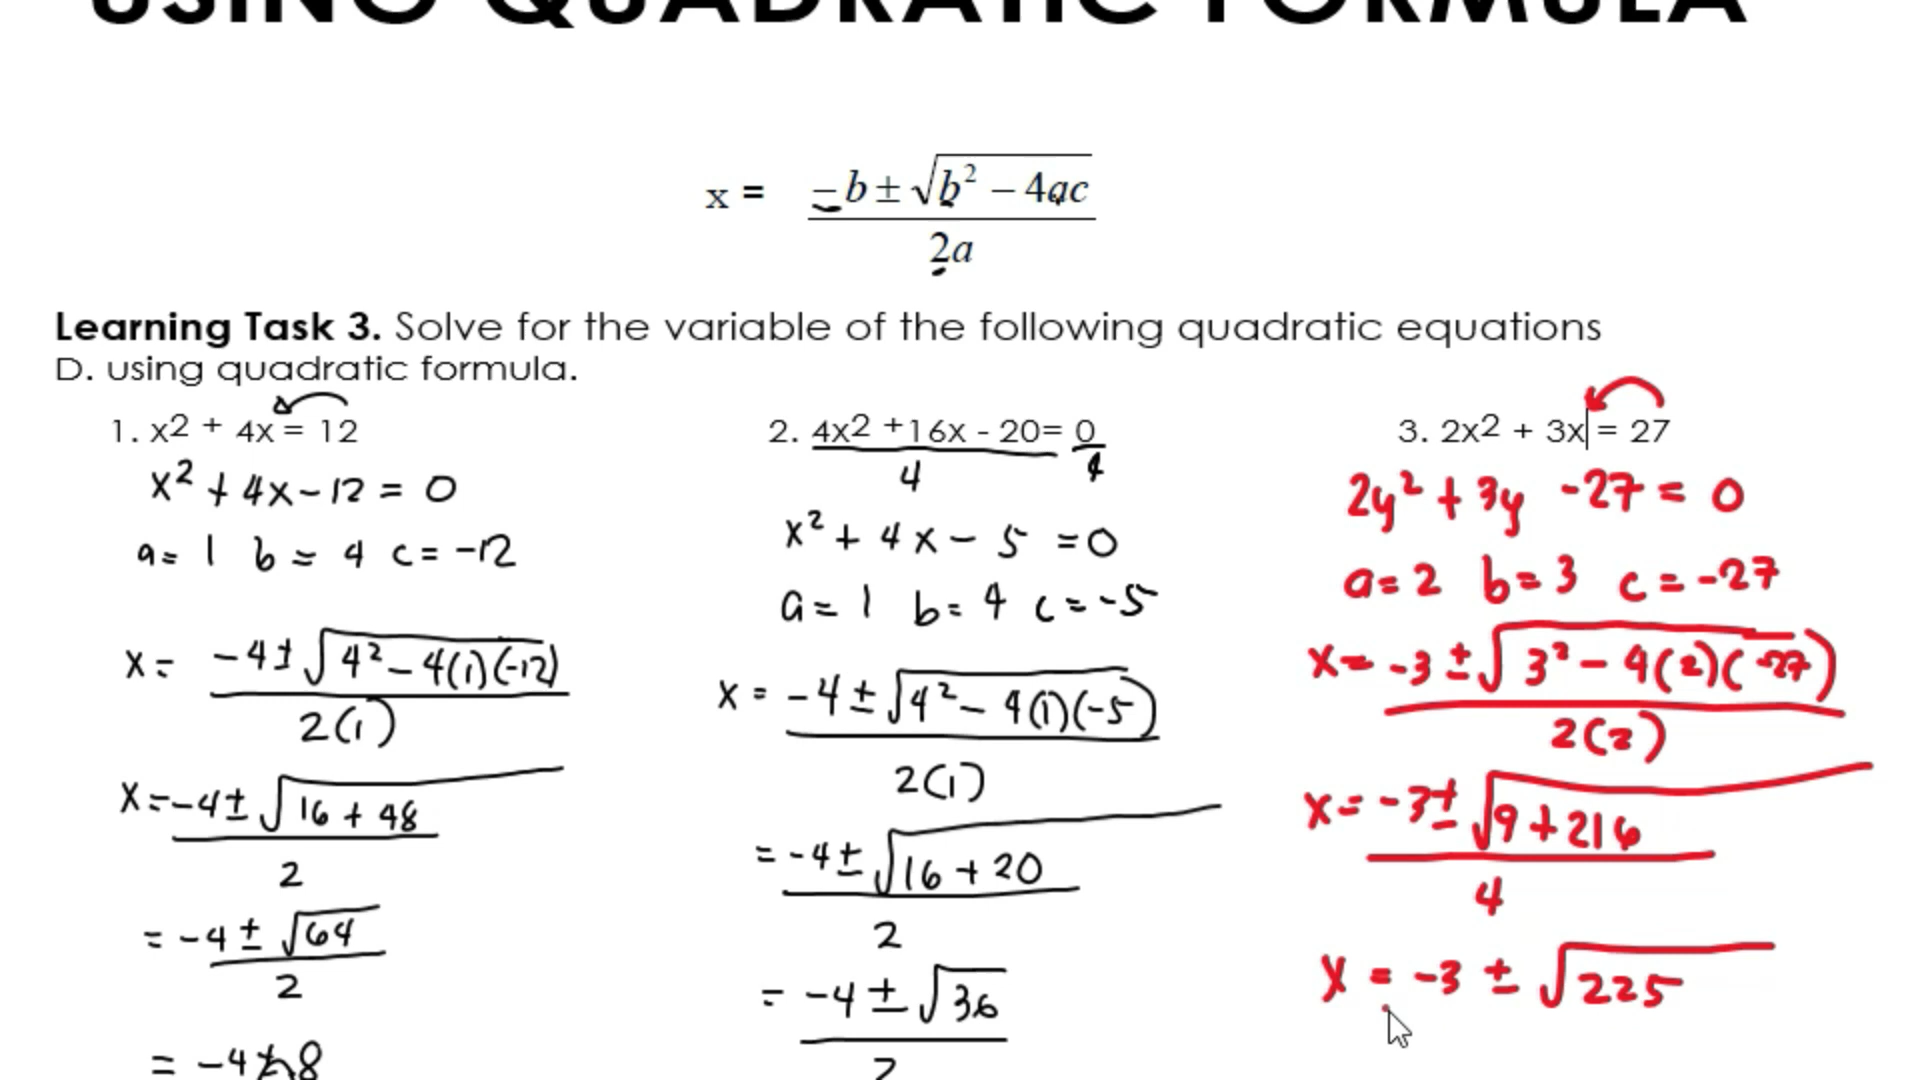 USING QUADRATIC FORMULA
x = −b ± √b² − 4ac
2a
Learning Task 3. Solve for the variable of the following quadratic equations
D. using quadratic formula.
1. x2 + 4x = 12
x² + 4x − 12 = 0
a = 1 b = 4 c = −12
x = −4 ± √4² − 4(1)(−12)
2(1)
x = −4 ± √16 + 48
2
= −4 ± √64
2
= −4 ± 8
2. 4x2 +16x - 20= 0
4 4
x² + 4x − 5 = 0
a = 1 b = 4 c = −5
x = −4 ± √4² − 4(1)(−5)
2(1)
= −4 ± √16 + 20
2
= −4 ± √36
2
3. 2x2 + 3x = 27
2y² + 3y − 27 = 0
a = 2 b = 3 c = −27
x = −3 ± √3² − 4(2)(−27)
2(2)
x = −3 ± √9 + 216
4
x = −3 ± √225